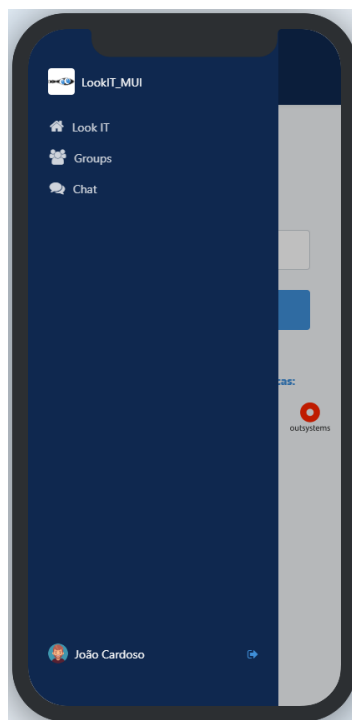 LookIT_MUI
Look IT
Groups
Chat
cas:
outsystems
João Cardoso